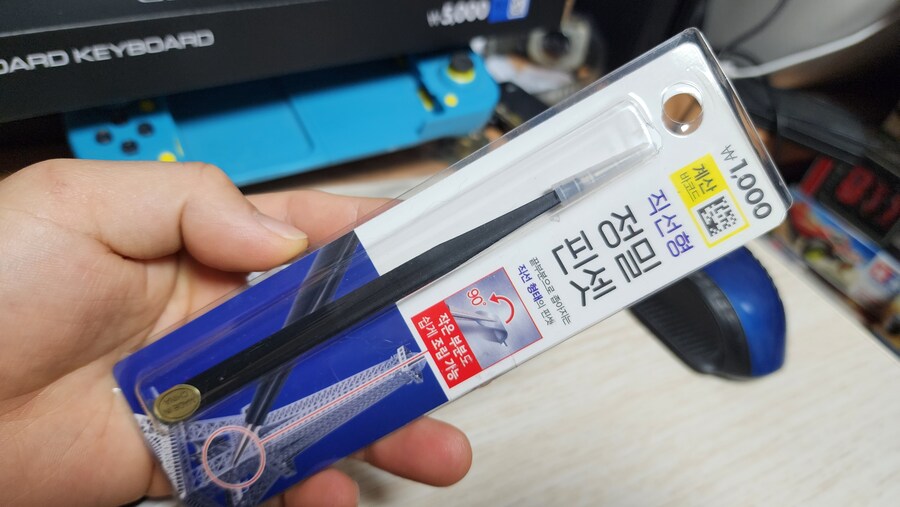 ₩5,000
OARD KEYBOARD
₩1,000
계산
바코드
직선형
정밀
핀셋
끝부분으로 좁아지는
직선 형태의 핀셋
90°
작은 부분도
쉽게 조립 가능